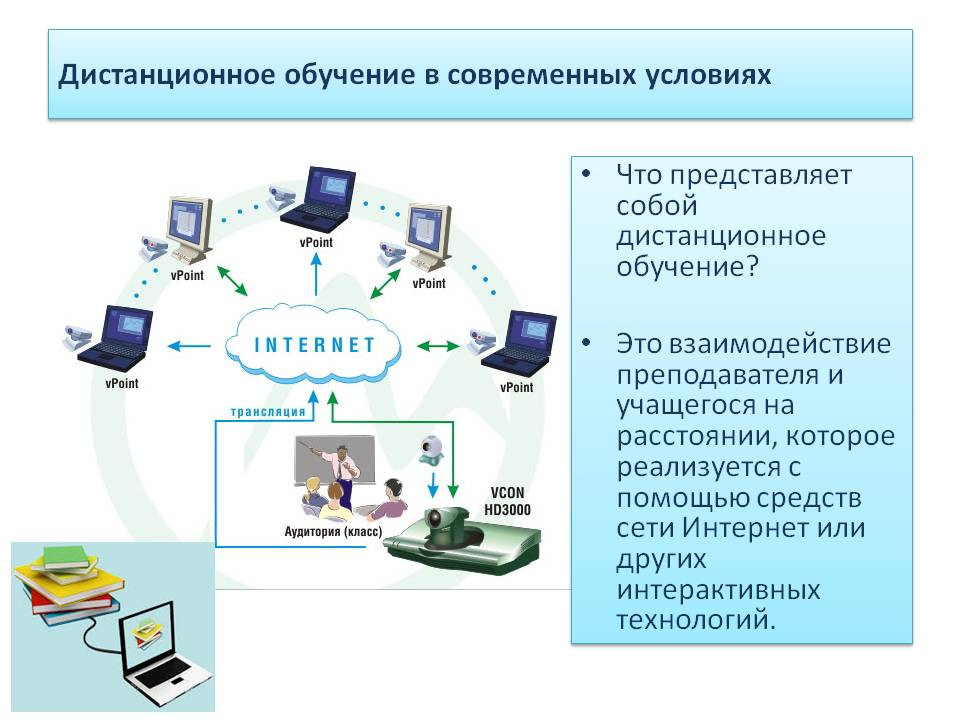 Дистанционное обучение в современных условиях
vPoint
vPoint
vPoint
vPoint
vPoint
INTERNET
трансляция
VCON
HD3000
Аудитория (класс)
• Что представляет
собой
дистанционное
обучение?
• Это взаимодействие
преподавателя и
учащегося на
расстоянии, которое
реализуется с
помощью средств
сети Интернет или
других
интерактивных
технологий.